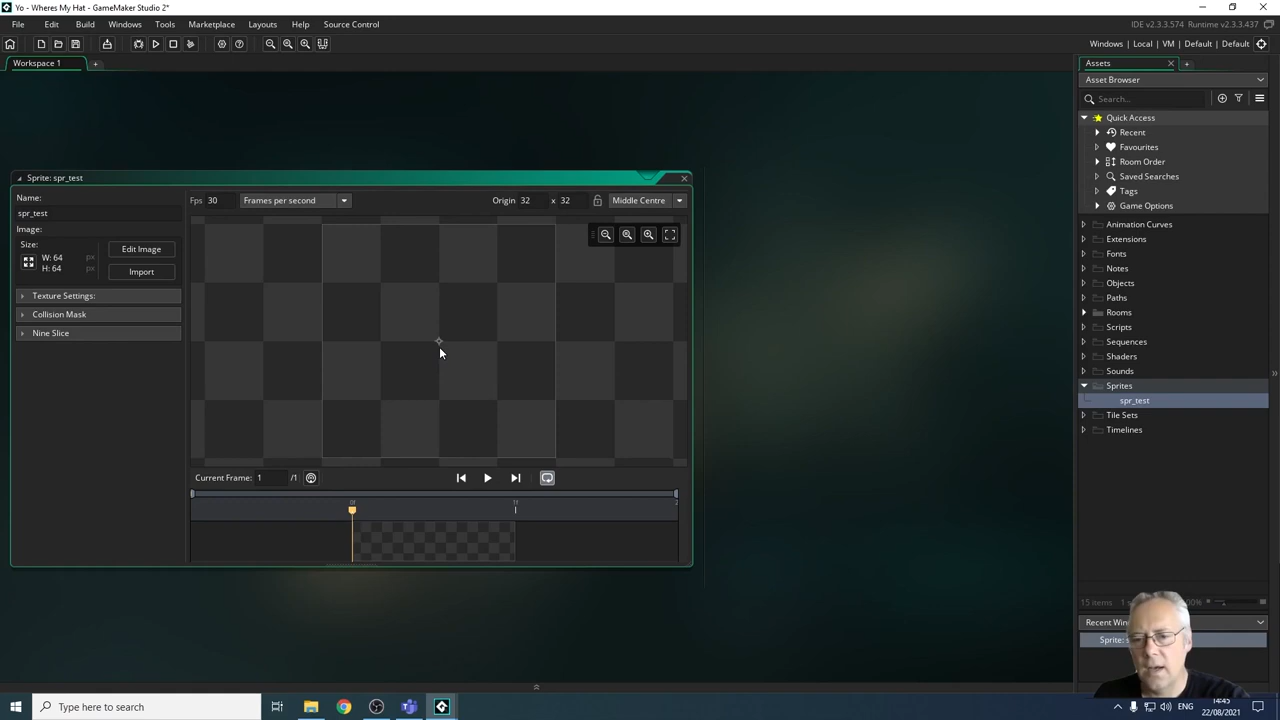 Yo - Wheres My Hat - GameMaker Studio 2*
File Edit Build Windows Tools Marketplace Layouts Help Source Control
IDE v2.3.3.574 Runtime v2.3.3.437
Windows | Local | VM | Default | Default
Workspace 1
Assets
Asset Browser
Search...
Quick Access
Recent
Favourites
Room Order
Saved Searches
Tags
Game Options
Animation Curves
Extensions
Fonts
Notes
Objects
Paths
Rooms
Scripts
Sequences
Shaders
Sounds
Sprites
spr_test
Tile Sets
Timelines
Sprite: spr_test
Name:
spr_test
Image:
Size:
W: 64 px
H: 64 px
Edit Image
Import
Texture Settings:
Collision Mask
Nine Slice
Fps 30 Frames per second Origin 32 x 32 Middle Centre
Current Frame: 1 /1
0f 1f 2
15 items
Recent
Sprite:
Type here to search
ENG
14:45
22/08/2021